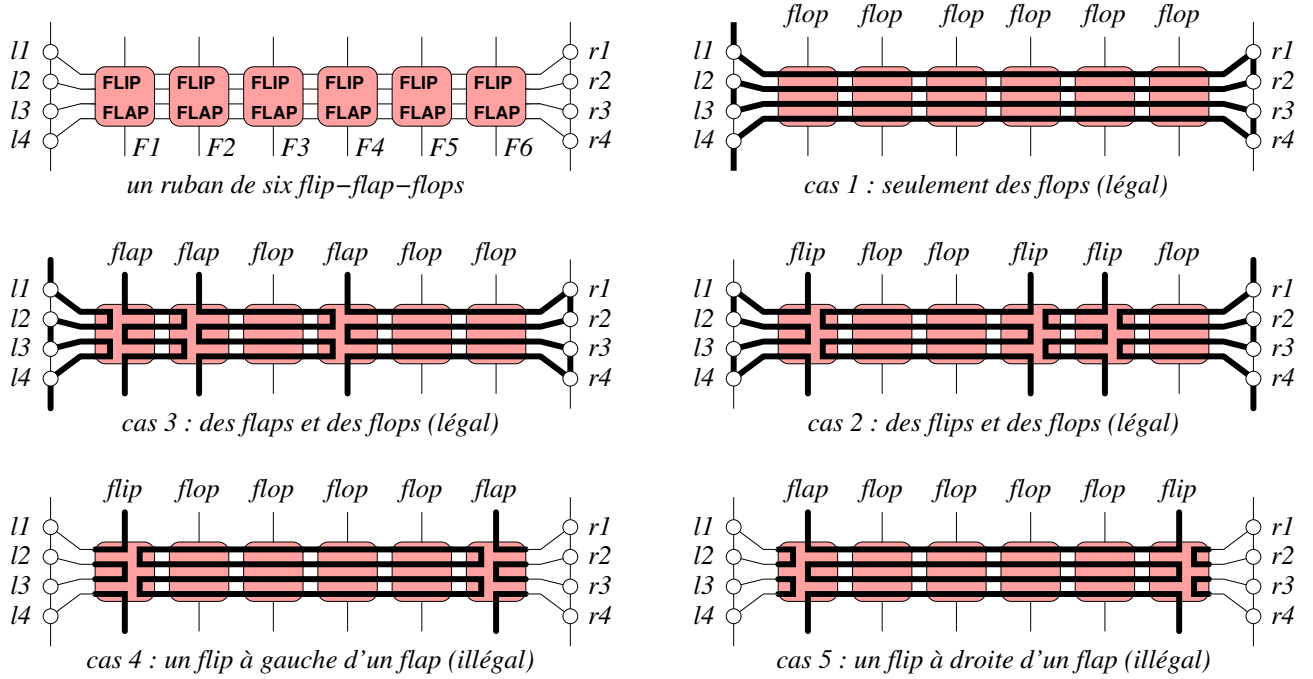 l1 r1
l2 FLIP FLIP FLIP FLIP FLIP FLIP r2
l3 FLAP FLAP FLAP FLAP FLAP FLAP r3
l4 F1 F2 F3 F4 F5 F6 r4
un ruban de six flip−flap−flops
flop flop flop flop flop flop
l1 r1
l2 r2
l3 r3
l4 r4
cas 1 : seulement des flops (légal)
flap flap flop flap flop flop
l1 r1
l2 r2
l3 r3
l4 r4
cas 3 : des flaps et des flops (légal)
flip flop flop flip flip flop
l1 r1
l2 r2
l3 r3
l4 r4
cas 2 : des flips et des flops (légal)
flip flop flop flop flop flap
l1 r1
l2 r2
l3 r3
l4 r4
cas 4 : un flip à gauche d'un flap (illégal)
flap flop flop flop flop flip
l1 r1
l2 r2
l3 r3
l4 r4
cas 5 : un flip à droite d'un flap (illégal)